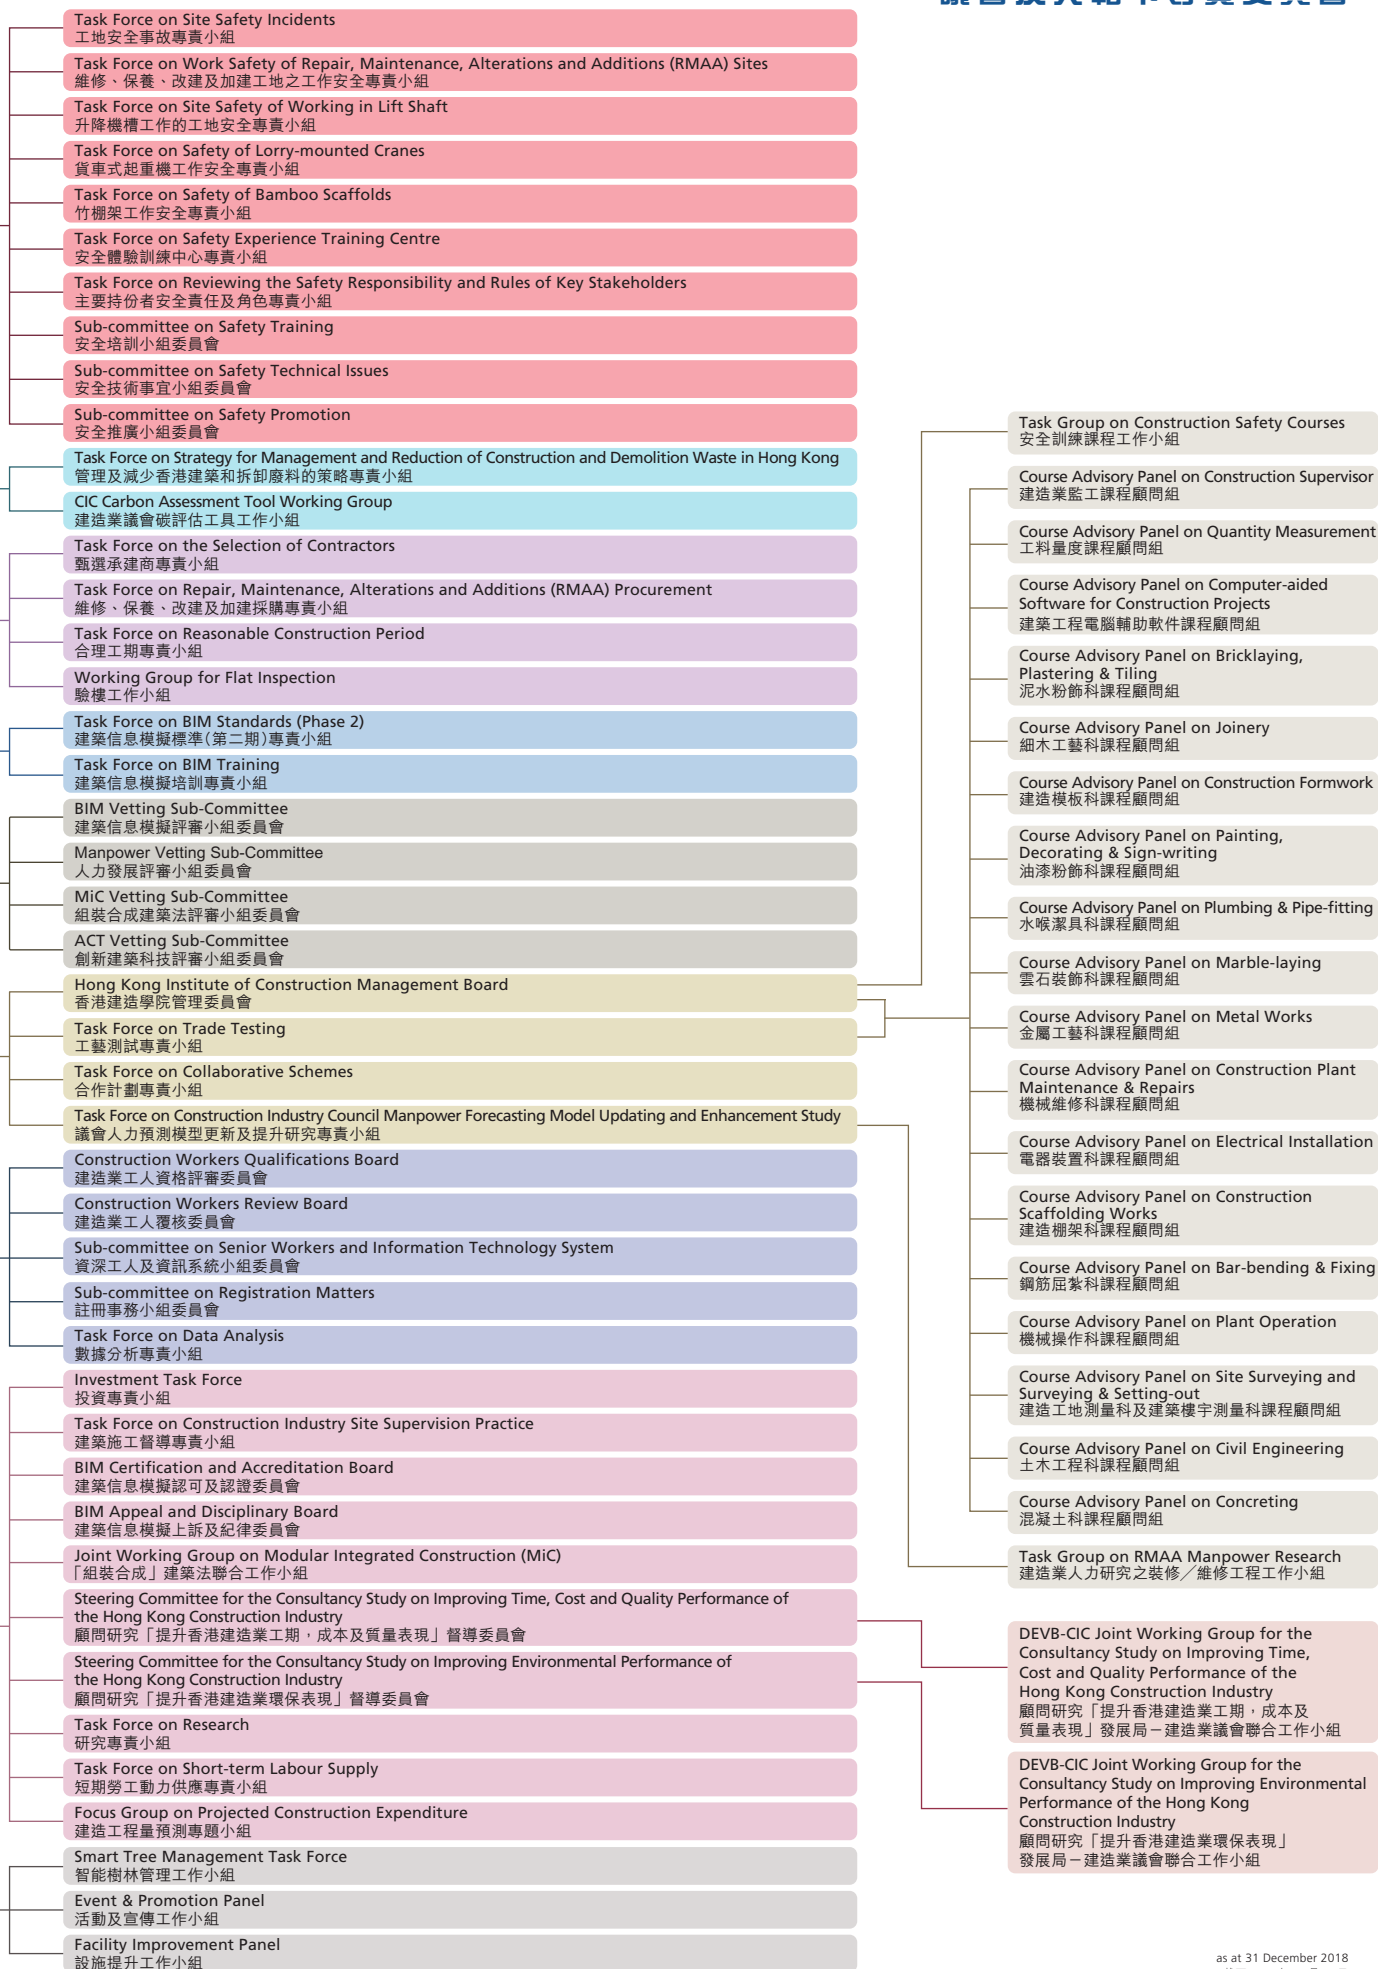 Task Force on Site Safety Incidents
工地安全事故專責小組
Task Force on Work Safety of Repair, Maintenance, Alterations and Additions (RMAA) Sites
維修、保養、改建及加建工地之工作安全專責小組
Task Force on Site Safety of Working in Lift Shaft
升降機槽工作的工地安全專責小組
Task Force on Safety of Lorry-mounted Cranes
貨車式起重機工作安全專責小組
Task Force on Safety of Bamboo Scaffolds
竹棚架工作安全專責小組
Task Force on Safety Experience Training Centre
安全體驗訓練中心專責小組
Task Force on Reviewing the Safety Responsibility and Rules of Key Stakeholders
主要持份者安全責任及角色專責小組
Sub-committee on Safety Training
安全培訓小組委員會
Sub-committee on Safety Technical Issues
安全技術事宜小組委員會
Sub-committee on Safety Promotion
安全推廣小組委員會
Task Force on Strategy for Management and Reduction of Construction and Demolition Waste in Hong Kong
管理及減少香港建築和拆卸廢料的策略專責小組
CIC Carbon Assessment Tool Working Group
建造業議會碳評估工具工作小組
Task Force on the Selection of Contractors
甄選承建商專責小組
Task Force on Repair, Maintenance, Alterations and Additions (RMAA) Procurement
維修、保養、改建及加建採購專責小組
Task Force on Reasonable Construction Period
合理工期專責小組
Working Group for Flat Inspection
驗樓工作小組
Task Force on BIM Standards (Phase 2)
建築信息模擬標準(第二期)專責小組
Task Force on BIM Training
建築信息模擬培訓專責小組
BIM Vetting Sub-Committee
建築信息模擬評審小組委員會
Manpower Vetting Sub-Committee
人力發展評審小組委員會
MiC Vetting Sub-Committee
組裝合成建築法評審小組委員會
ACT Vetting Sub-Committee
創新建築科技評審小組委員會
Hong Kong Institute of Construction Management Board
香港建造學院管理委員會
Task Force on Trade Testing
工藝測試專責小組
Task Force on Collaborative Schemes
合作計劃專責小組
Task Force on Construction Industry Council Manpower Forecasting Model Updating and Enhancement Study
議會人力預測模型更新及提升研究專責小組
Construction Workers Qualifications Board
建造業工人資格評審委員會
Construction Workers Review Board
建造業工人覆核委員會
Sub-committee on Senior Workers and Information Technology System
資深工人及資訊系統小組委員會
Sub-committee on Registration Matters
註冊事務小組委員會
Task Force on Data Analysis
數據分析專責小組
Investment Task Force
投資專責小組
Task Force on Construction Industry Site Supervision Practice
建築施工督導專責小組
BIM Certification and Accreditation Board
建築信息模擬認可及認證委員會
BIM Appeal and Disciplinary Board
建築信息模擬上訴及紀律委員會
Joint Working Group on Modular Integrated Construction (MiC)
「組裝合成」建築法聯合工作小組
Steering Committee for the Consultancy Study on Improving Time, Cost and Quality Performance of
the Hong Kong Construction Industry
顧問研究「提升香港建造業工期，成本及質量表現」督導委員會
Steering Committee for the Consultancy Study on Improving Environmental Performance of
the Hong Kong Construction Industry
顧問研究「提升香港建造業環保表現」督導委員會
Task Force on Research
研究專責小組
Task Force on Short-term Labour Supply
短期勞工動力供應專責小組
Focus Group on Projected Construction Expenditure
建造工程量預測專題小組
Smart Tree Management Task Force
智能樹林管理工作小組
Event & Promotion Panel
活動及宣傳工作小組
Facility Improvement Panel
設施提升工作小組
Task Group on Construction Safety Courses
安全訓練課程工作小組
Course Advisory Panel on Construction Supervisor
建造業監工課程顧問組
Course Advisory Panel on Quantity Measurement
工料量度課程顧問組
Course Advisory Panel on Computer-aided
Software for Construction Projects
建築工程電腦輔助軟件課程顧問組
Course Advisory Panel on Bricklaying,
Plastering & Tiling
泥水粉飾科課程顧問組
Course Advisory Panel on Joinery
細木工藝科課程顧問組
Course Advisory Panel on Construction Formwork
建造模板科課程顧問組
Course Advisory Panel on Painting,
Decorating & Sign-writing
油漆粉飾科課程顧問組
Course Advisory Panel on Plumbing & Pipe-fitting
水喉潔具科課程顧問組
Course Advisory Panel on Marble-laying
雲石裝飾科課程顧問組
Course Advisory Panel on Metal Works
金屬工藝科課程顧問組
Course Advisory Panel on Construction Plant
Maintenance & Repairs
機械維修科課程顧問組
Course Advisory Panel on Electrical Installation
電器裝置科課程顧問組
Course Advisory Panel on Construction
Scaffolding Works
建造棚架科課程顧問組
Course Advisory Panel on Bar-bending & Fixing
鋼筋屈紮科課程顧問組
Course Advisory Panel on Plant Operation
機械操作科課程顧問組
Course Advisory Panel on Site Surveying and
Surveying & Setting-out
建造工地測量科及建築樓宇測量科課程顧問組
Course Advisory Panel on Civil Engineering
土木工程科課程顧問組
Course Advisory Panel on Concreting
混凝土科課程顧問組
Task Group on RMAA Manpower Research
建造業人力研究之裝修／維修工程工作小組
DEVB-CIC Joint Working Group for the
Consultancy Study on Improving Time,
Cost and Quality Performance of the
Hong Kong Construction Industry
顧問研究「提升香港建造業工期，成本及
質量表現」發展局－建造業議會聯合工作小組
DEVB-CIC Joint Working Group for the
Consultancy Study on Improving Environmental
Performance of the Hong Kong
Construction Industry
顧問研究「提升香港建造業環保表現」
發展局－建造業議會聯合工作小組
as at 31 December 2018